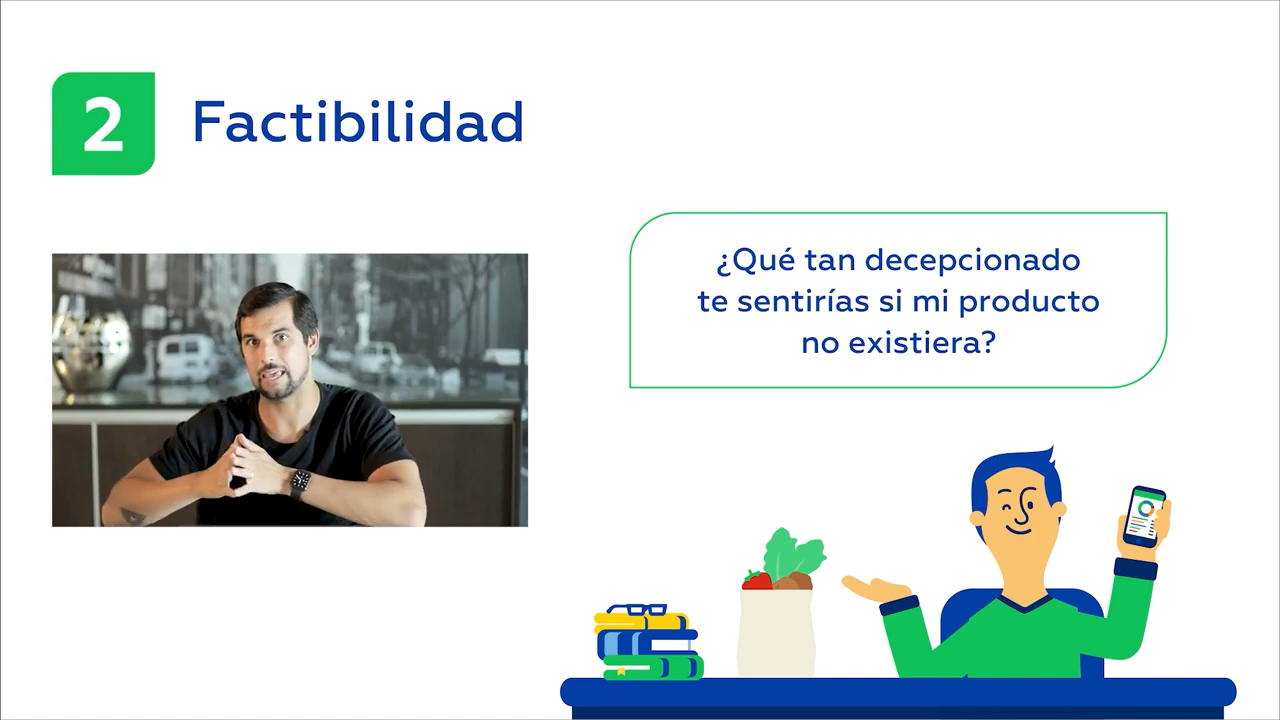 2
Factibilidad
¿Qué tan decepcionado
te sentirías si mi producto
no existiera?